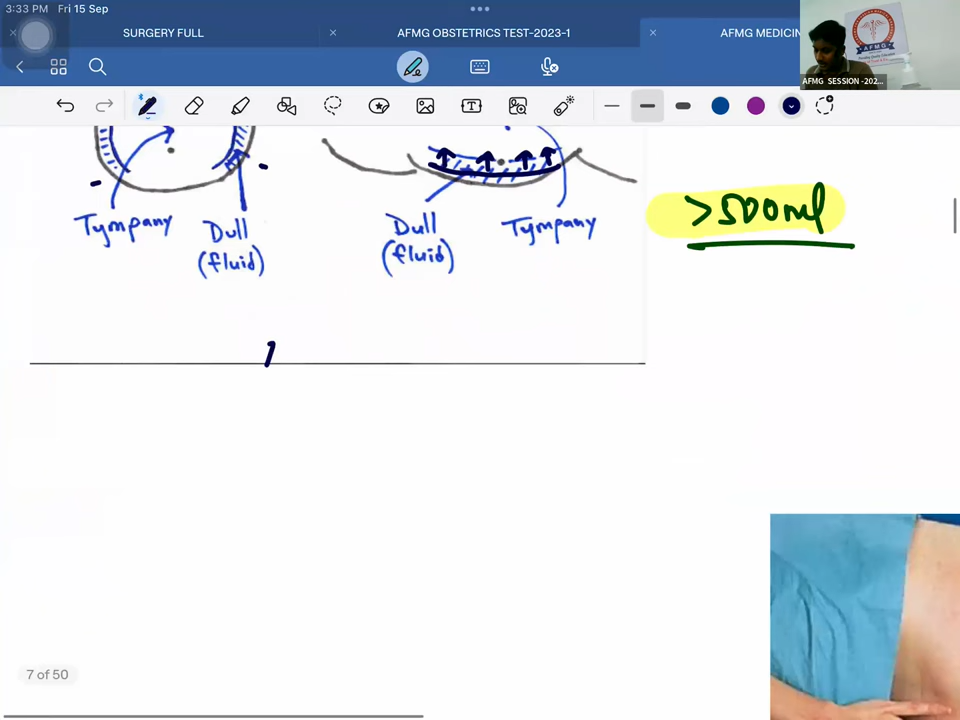 3:33 PM Fri 15 Sep
SURGERY FULL
AFMG OBSTETRICS TEST-2023-1
AFMG MEDICIN
AFMG
AFMG SESSION -202...
Tympany
Dull
(fluid)
Dull
(fluid)
Tympany
>500ml
7 of 50